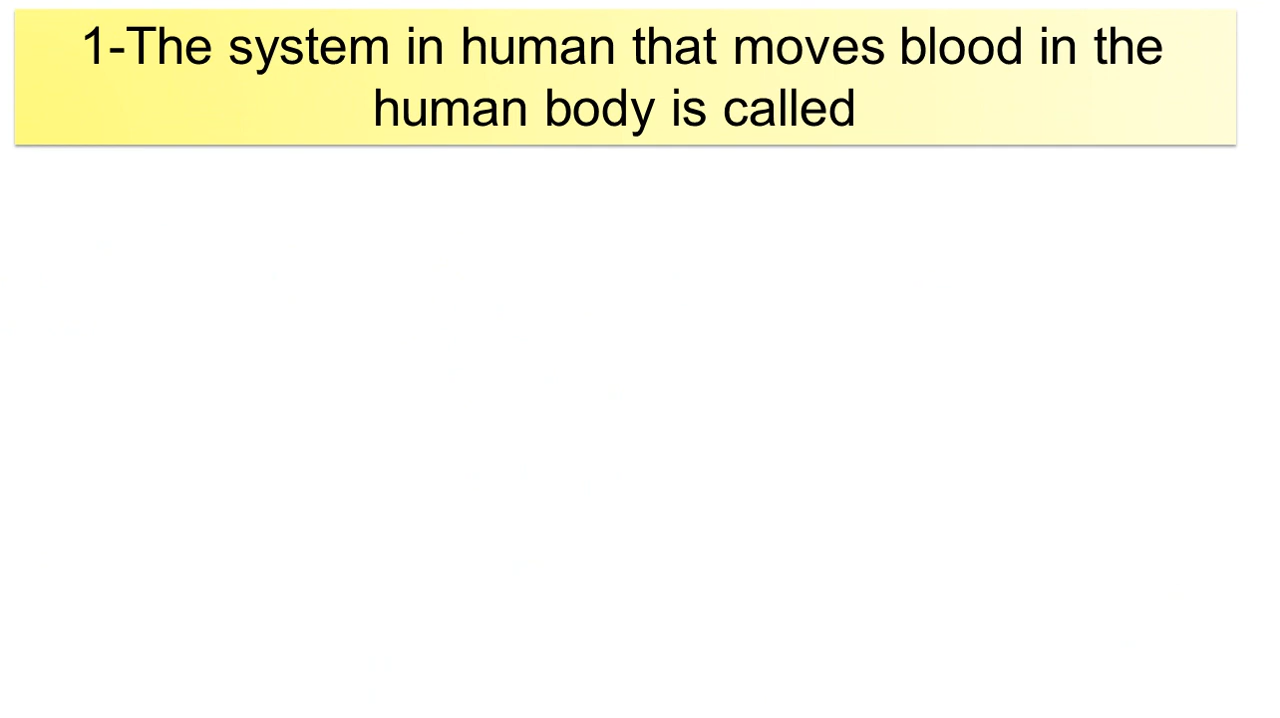 1-The system in human that moves blood in the
human body is called